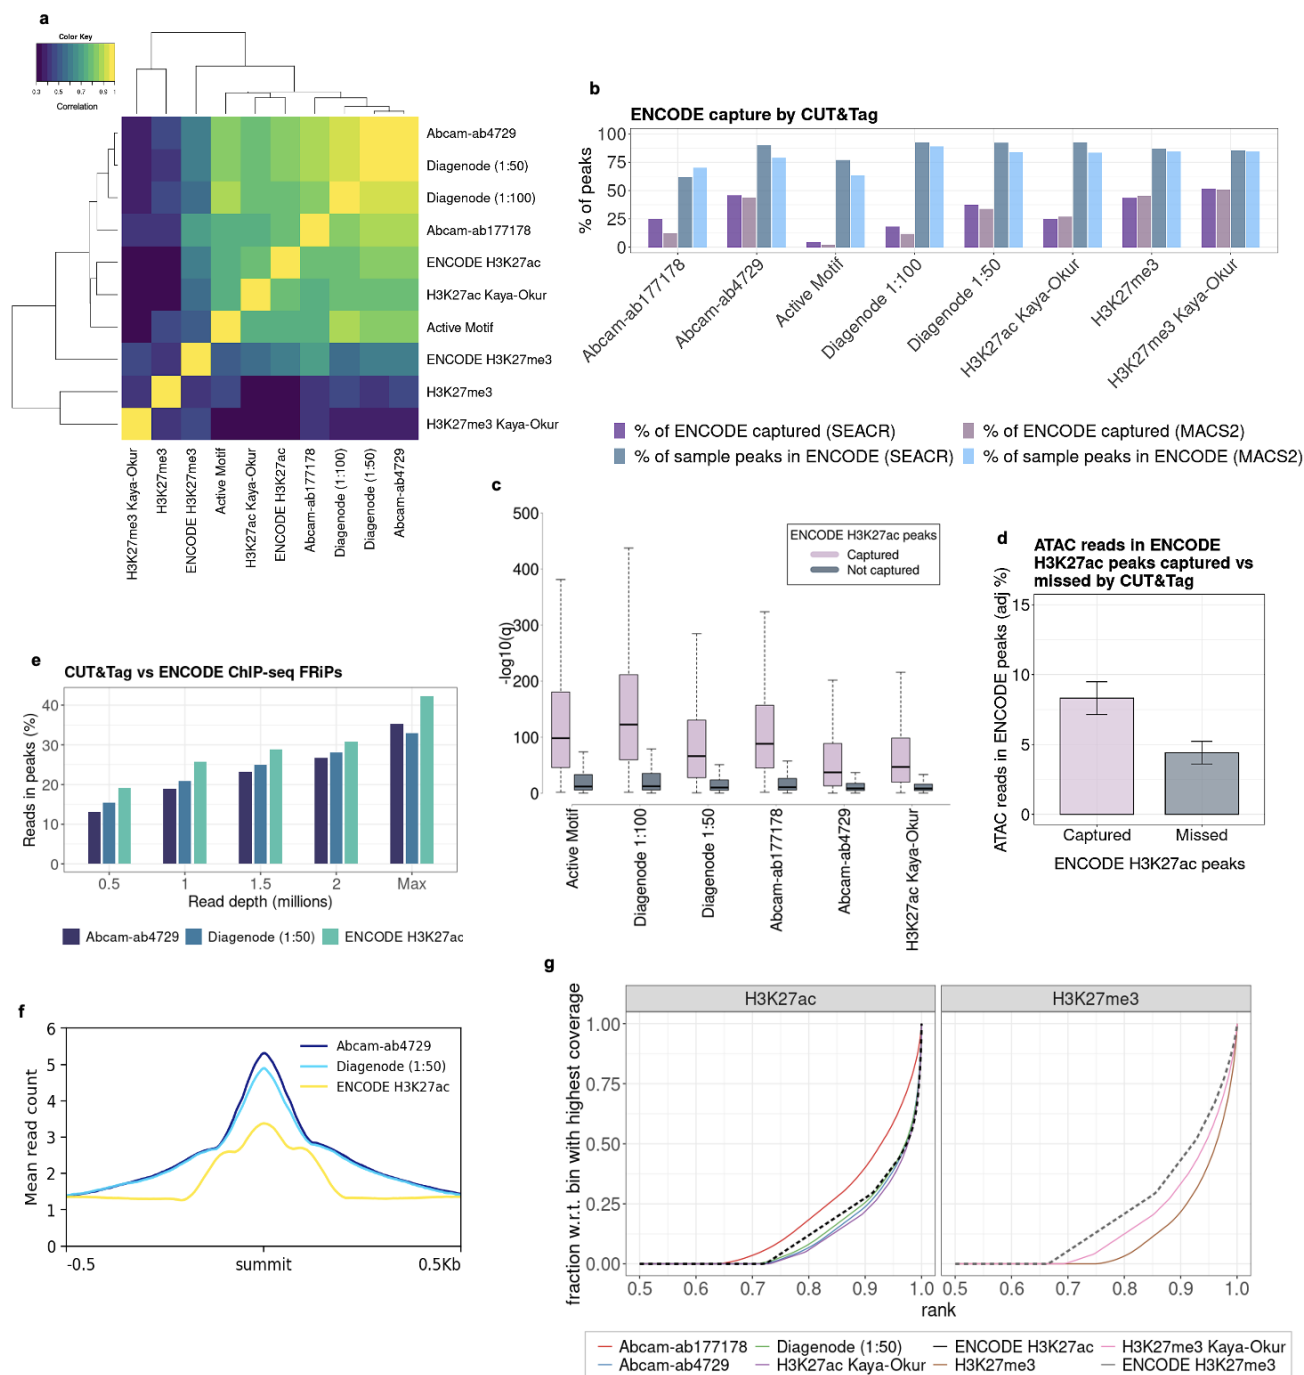 a
Color Key
0.3 0.5 0.7 0.9 1
Correlation
Abcam-ab4729
Diagenode (1:50)
Diagenode (1:100)
Abcam-ab177178
ENCODE H3K27ac
H3K27ac Kaya-Okur
Active Motif
ENCODE H3K27me3
H3K27me3
H3K27me3 Kaya-Okur
H3K27me3 Kaya-Okur
H3K27me3
ENCODE H3K27me3
Active Motif
H3K27ac Kaya-Okur
ENCODE H3K27ac
Abcam-ab177178
Diagenode (1:100)
Diagenode (1:50)
Abcam-ab4729
b
ENCODE capture by CUT&Tag
% of peaks
100
75
50
25
0
Abcam-ab177178
Abcam-ab4729
Active Motif
Diagenode 1:100
Diagenode 1:50
H3K27ac Kaya-Okur
H3K27me3
H3K27me3 Kaya-Okur
% of ENCODE captured (SEACR)
% of ENCODE captured (MACS2)
% of sample peaks in ENCODE (SEACR)
% of sample peaks in ENCODE (MACS2)
c
-log10(q)
500
400
300
200
100
0
ENCODE H3K27ac peaks
Captured
Not captured
Active Motif
Diagenode 1:100
Diagenode 1:50
Abcam-ab177178
Abcam-ab4729
H3K27ac Kaya-Okur
d
ATAC reads in ENCODE
H3K27ac peaks captured vs
missed by CUT&Tag
ATAC reads in ENCODE peaks (adj %)
15
10
5
0
Captured Missed
ENCODE H3K27ac peaks
e
CUT&Tag vs ENCODE ChIP-seq FRiPs
Reads in peaks (%)
40
30
20
10
0
0.5 1 1.5 2 Max
Read depth (millions)
Abcam-ab4729 Diagenode (1:50) ENCODE H3K27ac
f
Mean read count
6
5
4
3
2
1
0
Abcam-ab4729
Diagenode (1:50)
ENCODE H3K27ac
-0.5 summit 0.5Kb
g
fraction w.r.t. bin with highest coverage
H3K27ac H3K27me3
1.00
0.75
0.50
0.25
0.00
0.5 0.6 0.7 0.8 0.9 1.0 0.5 0.6 0.7 0.8 0.9 1.0
rank
Abcam-ab177178 Diagenode (1:50) ENCODE H3K27ac H3K27me3 Kaya-Okur
Abcam-ab4729 H3K27ac Kaya-Okur H3K27me3 ENCODE H3K27me3